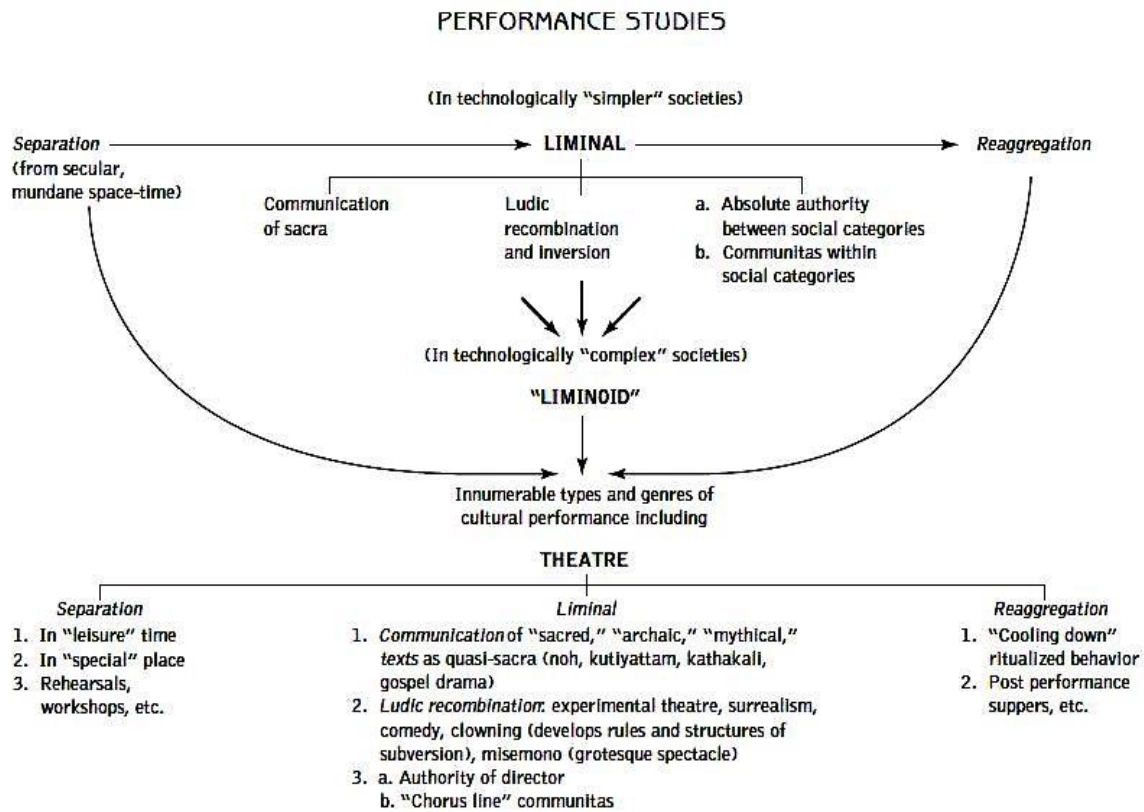 PERFORMANCE STUDIES
(In technologically "simpler" societies)
Separation
(from secular,
mundane space-time)
LIMINAL
Reaggregation
Communication
of sacra
Ludic
recombination
and inversion
a. Absolute authority
between social categories
b. Communitas within
social categories
(In technologically "complex" societies)
"LIMINOID"
Innumerable types and genres of
cultural performance including
THEATRE
Separation
1. In "leisure" time
2. In "special" place
3. Rehearsals,
workshops, etc.
Liminal
1. Communication of "sacred," "archaic," "mythical,"
texts as quasi-sacra (noh, kutiyattam, kathakali,
gospel drama)
2. Ludic recombination: experimental theatre, surrealism,
comedy, clowning (develops rules and structures of
subversion), misemono (grotesque spectacle)
3. a. Authority of director
b. "Chorus line" communitas
Reaggregation
1. "Cooling down"
ritualized behavior
2. Post performance
suppers, etc.